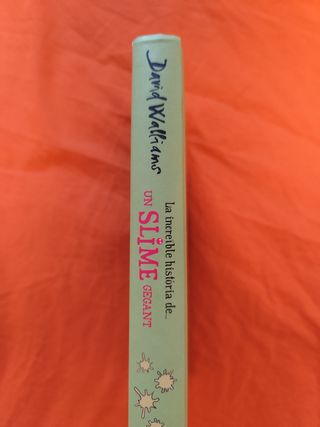 David Walliams
La increïble història de...
UN SLIME GEGANT